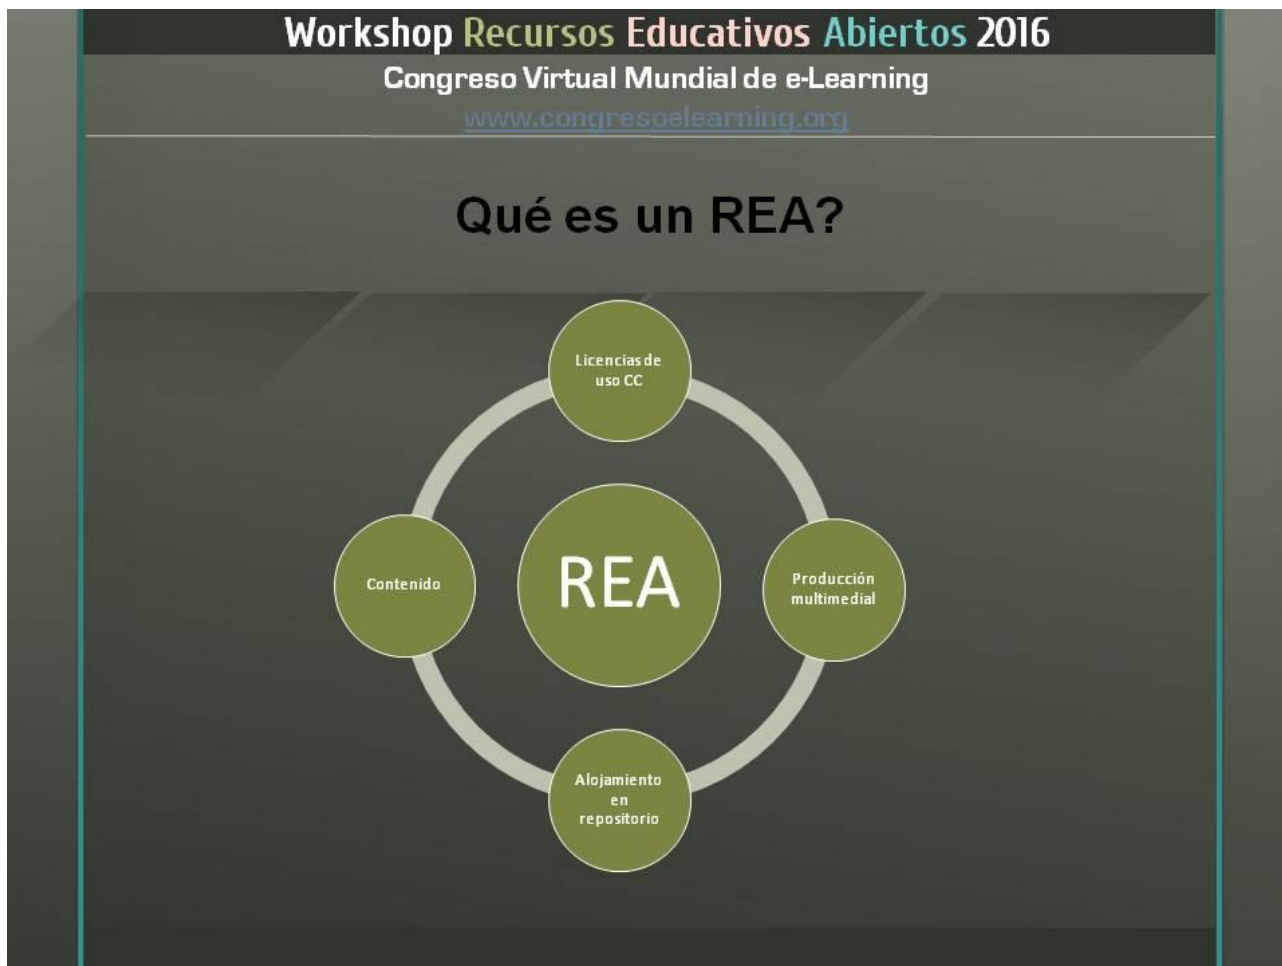 Workshop Recursos Educativos Abiertos 2016
Congreso Virtual Mundial de e-Learning
www.congresoelearning.org
Qué es un REA?
Licencias de
uso CC
Contenido
REA
Producción
multimedial
Alojamiento
en
repositorio